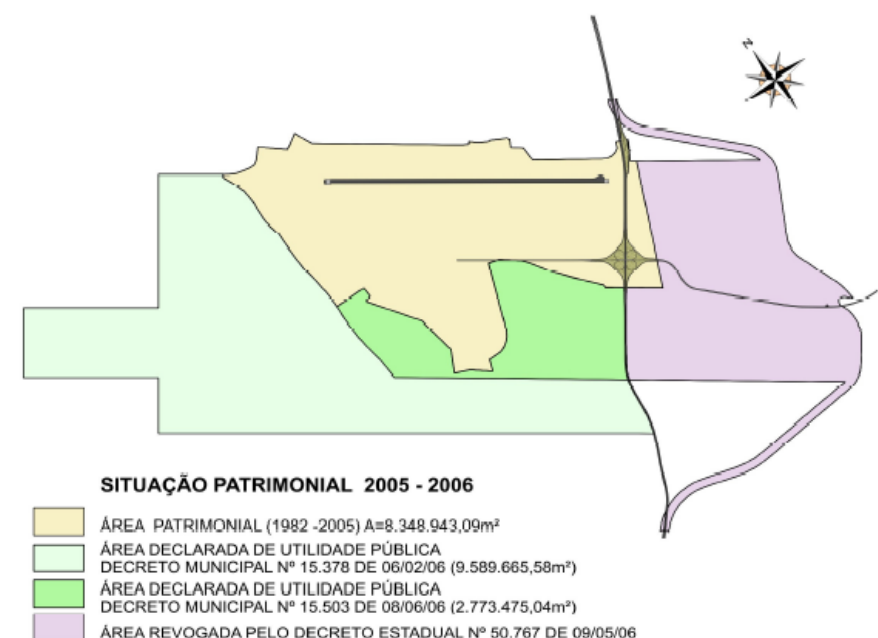 N
SITUAÇÃO PATRIMONIAL 2005 - 2006
ÁREA PATRIMONIAL (1982 -2005) A=8.348.943,09m²
ÁREA DECLARADA DE UTILIDADE PÚBLICA
DECRETO MUNICIPAL Nº 15.378 DE 06/02/06 (9.589.665,58m²)
ÁREA DECLARADA DE UTILIDADE PÚBLICA
DECRETO MUNICIPAL Nº 15.503 DE 08/06/06 (2.773.475,04m²)
ÁREA REVOGADA PELO DECRETO ESTADUAL Nº 50.767 DE 09/05/06